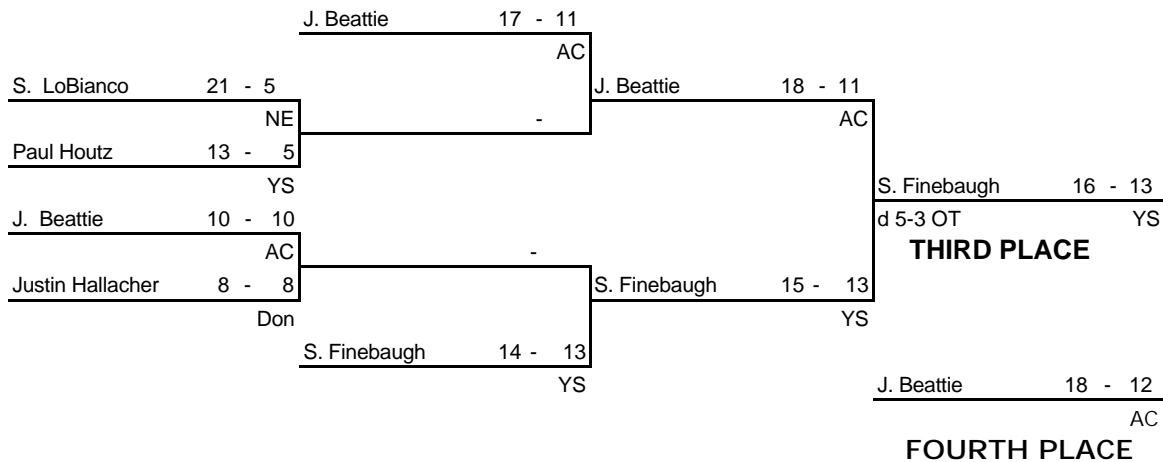 J. Beattie 17 - 11
AC
S. LoBianco 21 - 5
J. Beattie 18 - 11
NE
-
AC
Paul Houtz 13 - 5
YS
S. Finebaugh 16 - 13
J. Beattie 10 - 10
d 5-3 OT YS
AC
-
THIRD PLACE
Justin Hallacher 8 - 8
S. Finebaugh 15 - 13
Don
YS
S. Finebaugh 14 - 13
YS
J. Beattie 18 - 12
AC
FOURTH PLACE